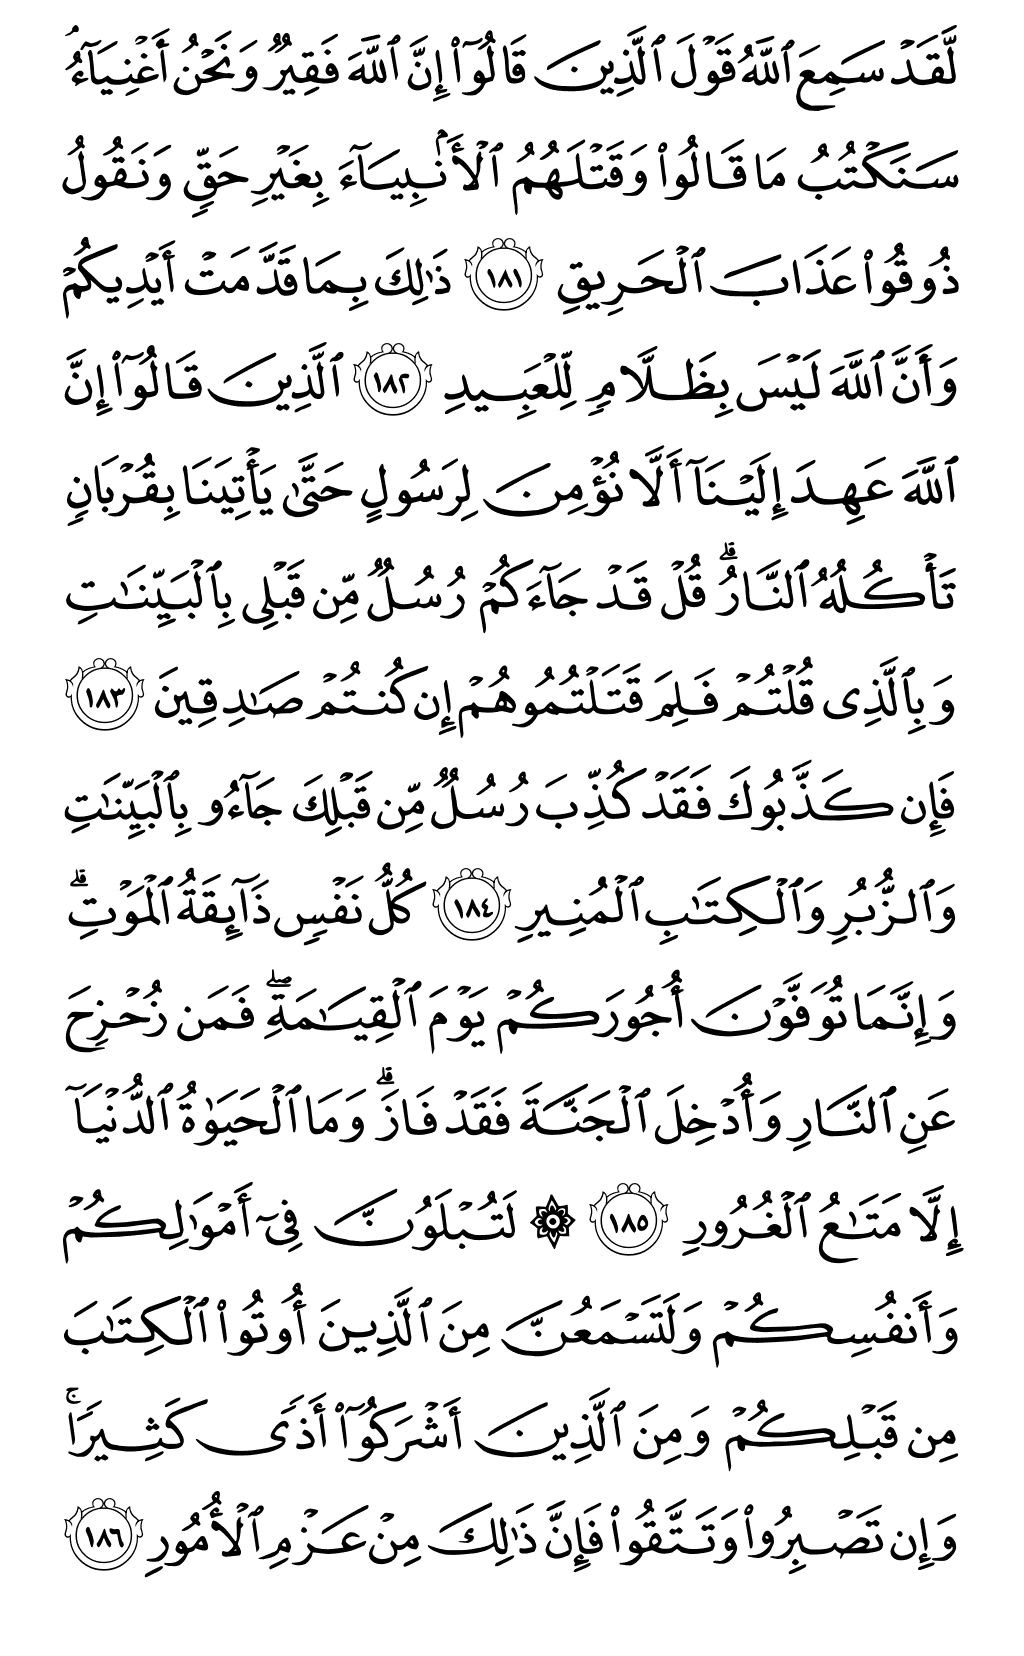 لَّقَدْ سَمِعَ ٱللَّهُ قَوْلَ ٱلَّذِينَ قَالُوٓا۟ إِنَّ ٱللَّهَ فَقِيرٌ وَنَحْنُ أَغْنِيَآءُ ۘ
سَنَكْتُبُ مَا قَالُوا۟ وَقَتْلَهُمُ ٱلْأَنۢبِيَآءَ بِغَيْرِ حَقٍّ وَنَقُولُ
ذُوقُوا۟ عَذَابَ ٱلْحَرِيقِ ١٨١ ذَٰلِكَ بِمَا قَدَّمَتْ أَيْدِيكُمْ
وَأَنَّ ٱللَّهَ لَيْسَ بِظَلَّامٍ لِّلْعَبِيدِ ١٨٢ ٱلَّذِينَ قَالُوٓا۟ إِنَّ
ٱللَّهَ عَهِدَ إِلَيْنَآ أَلَّا نُؤْمِنَ لِرَسُولٍ حَتَّىٰ يَأْتِيَنَا بِقُرْبَانٍ
تَأْكُلُهُ ٱلنَّارُ ۗ قُلْ قَدْ جَآءَكُمْ رُسُلٌ مِّن قَبْلِى بِٱلْبَيِّنَٰتِ
وَبِٱلَّذِى قُلْتُمْ فَلِمَ قَتَلْتُمُوهُمْ إِن كُنتُمْ صَٰدِقِينَ ١٨٣
فَإِن كَذَّبُوكَ فَقَدْ كُذِّبَ رُسُلٌ مِّن قَبْلِكَ جَآءُو بِٱلْبَيِّنَٰتِ
وَٱلزُّبُرِ وَٱلْكِتَٰبِ ٱلْمُنِيرِ ١٨٤ كُلُّ نَفْسٍ ذَآئِقَةُ ٱلْمَوْتِ ۗ
وَإِنَّمَا تُوَفَّوْنَ أُجُورَكُمْ يَوْمَ ٱلْقِيَٰمَةِ ۖ فَمَن زُحْزِحَ
عَنِ ٱلنَّارِ وَأُدْخِلَ ٱلْجَنَّةَ فَقَدْ فَازَ ۗ وَمَا ٱلْحَيَوٰةُ ٱلدُّنْيَآ
إِلَّا مَتَٰعُ ٱلْغُرُورِ ١٨٥ ۞ لَتُبْلَوُنَّ فِىٓ أَمْوَٰلِكُمْ
وَأَنفُسِكُمْ وَلَتَسْمَعُنَّ مِنَ ٱلَّذِينَ أُوتُوا۟ ٱلْكِتَٰبَ
مِن قَبْلِكُمْ وَمِنَ ٱلَّذِينَ أَشْرَكُوٓا۟ أَذًى كَثِيرًا ۚ
وَإِن تَصْبِرُوا۟ وَتَتَّقُوا۟ فَإِنَّ ذَٰلِكَ مِنْ عَزْمِ ٱلْأُمُورِ ١٨٦